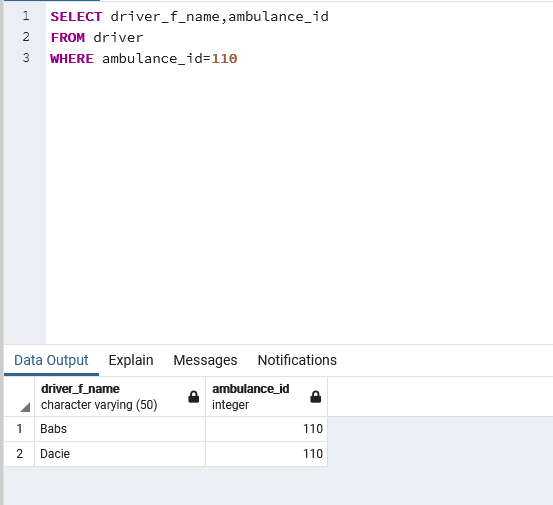 1 SELECT driver_f_name,ambulance_id
2 FROM driver
3 WHERE ambulance_id=110
Data Output Explain Messages Notifications
driver_f_name ambulance_id
character varying (50) integer
1 Babs 110
2 Dacie 110